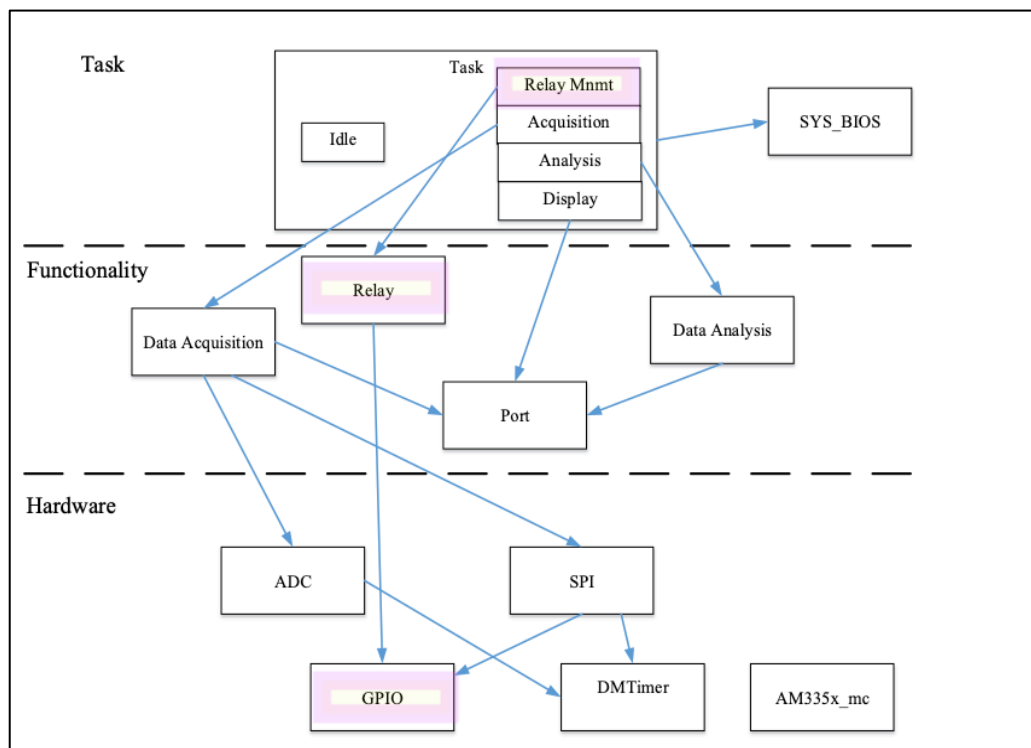 Task
Task
Relay Mnmt
Idle
Acquisition
Analysis
Display
SYS_BIOS
Functionality
Relay
Data Acquisition
Data Analysis
Port
Hardware
ADC
SPI
GPIO
DMTimer
AM335x_mc